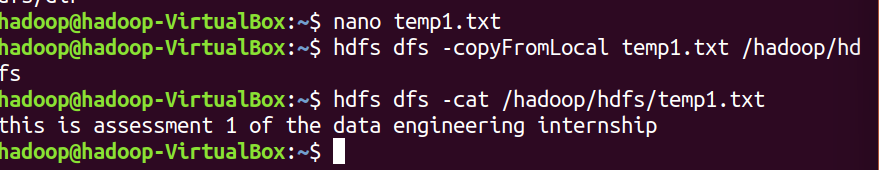 hadoop@hadoop-VirtualBox:~$ nano temp1.txt
hadoop@hadoop-VirtualBox:~$ hdfs dfs -copyFromLocal temp1.txt /hadoop/hd
fs
hadoop@hadoop-VirtualBox:~$ hdfs dfs -cat /hadoop/hdfs/temp1.txt
this is assessment 1 of the data engineering internship
hadoop@hadoop-VirtualBox:~$